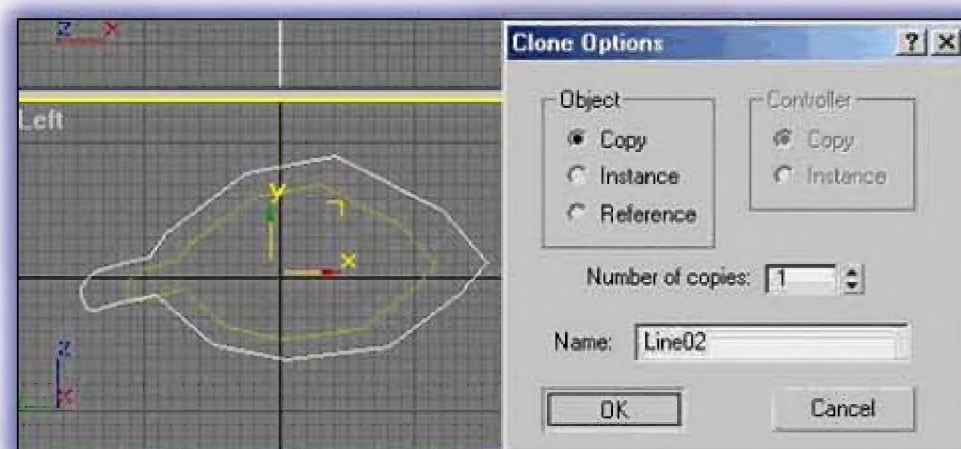 z x
Left
y
x
z
x
Clone Options
Object
Copy
Instance
Reference
Controller
Copy
Instance
Number of copies: 1
Name: Line02
OK
Cancel